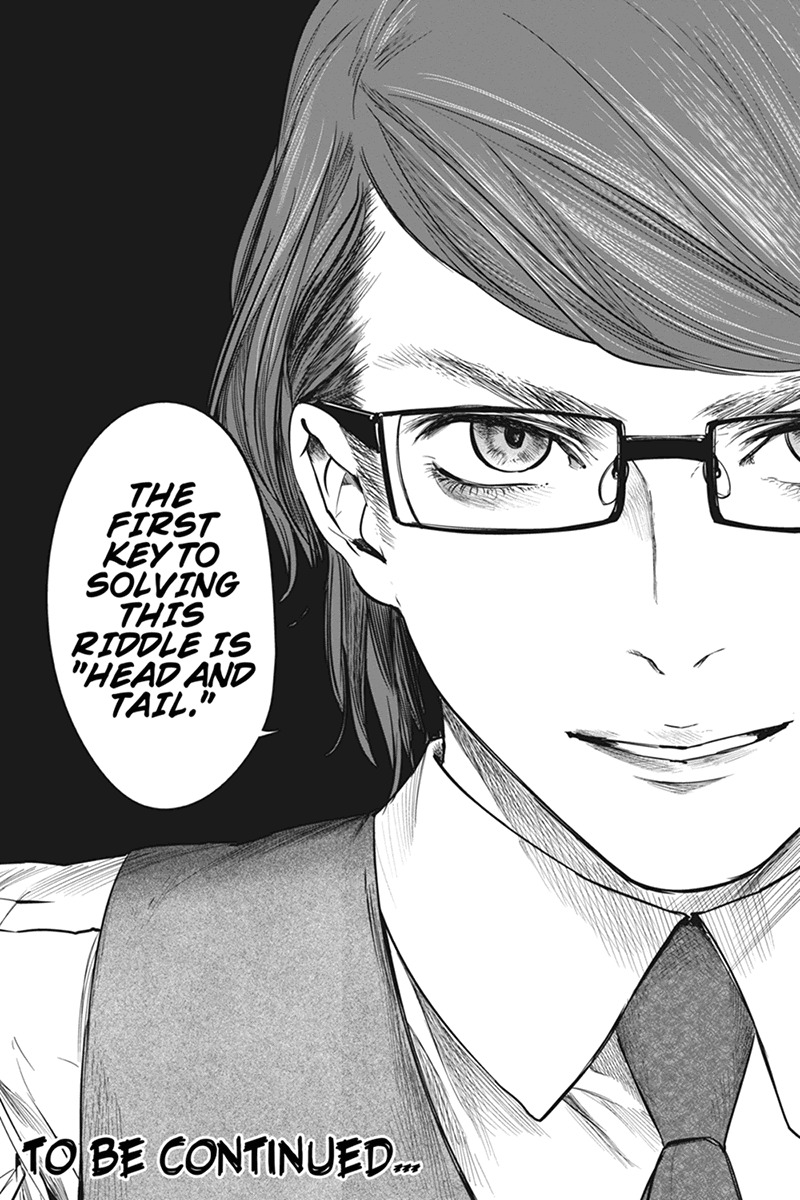 THE
FIRST
KEY TO
SOLVING
THIS
RIDDLE IS
"HEAD AND
TAIL."
TO BE CONTINUED...